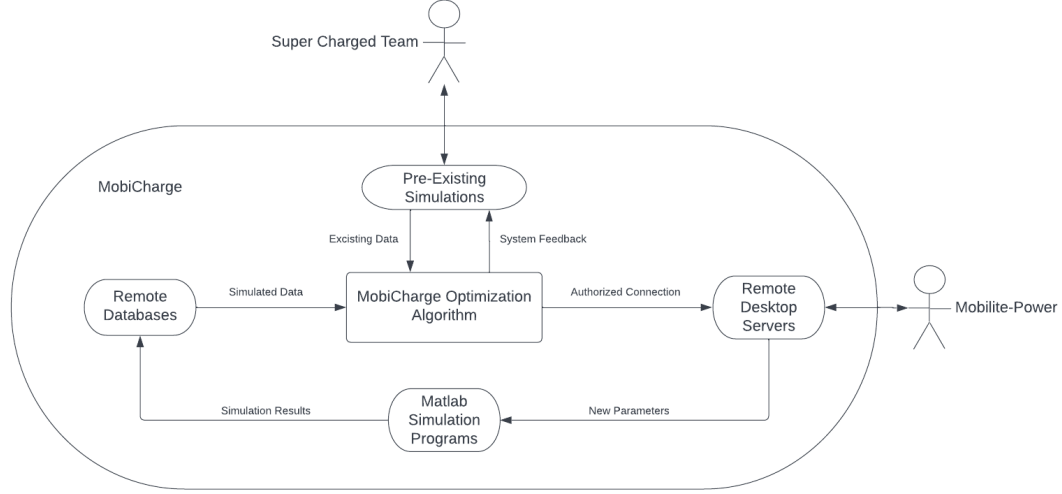 Super Charged Team
MobiCharge
Pre-Existing
Simulations
Excisting Data
System Feedback
Remote
Databases
Simulated Data
MobiCharge Optimization
Algorithm
Authorized Connection
Remote
Desktop
Servers
Mobilite-Power
Simulation Results
Matlab
Simulation
Programs
New Parameters